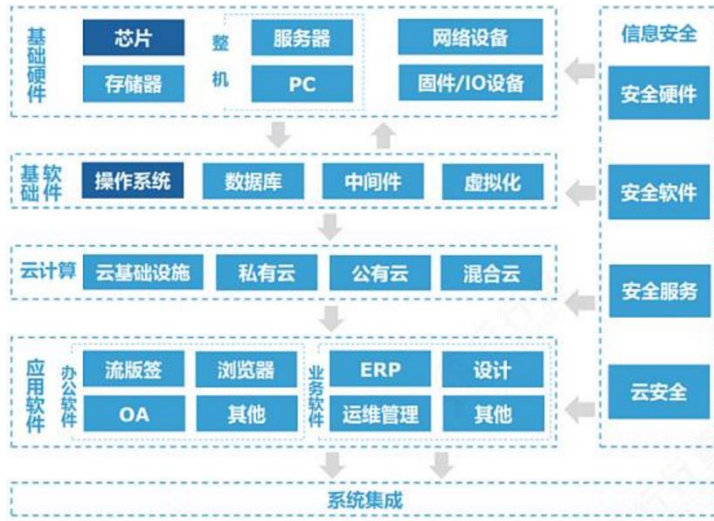 基础硬件
芯片
整机
服务器
网络设备
存储器
PC
固件/IO设备
基础软件
操作系统
数据库
中间件
虚拟化
云计算
云基础设施
私有云
公有云
混合云
应用软件
办公软件
流版签
浏览器
OA
其他
业务软件
ERP
设计
运维管理
其他
信息安全
安全硬件
安全软件
安全服务
云安全
系统集成